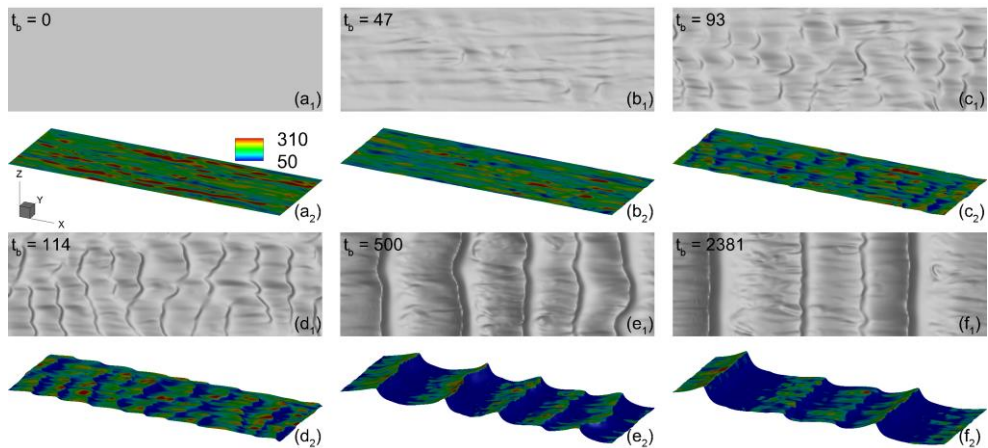 t_b = 0
(a_1)
t_b = 47
(b_1)
t_b = 93
(c_1)
310
50
Z
Y
X
(a_2)
(b_2)
(c_2)
t_b = 114
(d_1)
t_b = 500
(e_1)
t_b = 2381
(f_1)
(d_2)
(e_2)
(f_2)